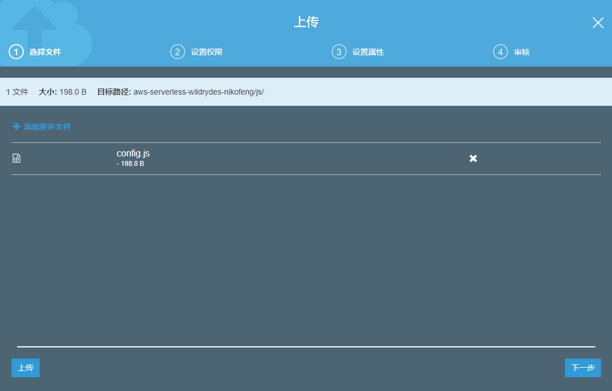 上传
1 选择文件 2 设置权限 3 设置属性 4 审核
1 文件 大小: 198.0 B 目标路径: aws-serverless-wildrydes-nikofeng/js/
添加更多文件
config.js
- 198.0 B
上传 下一步